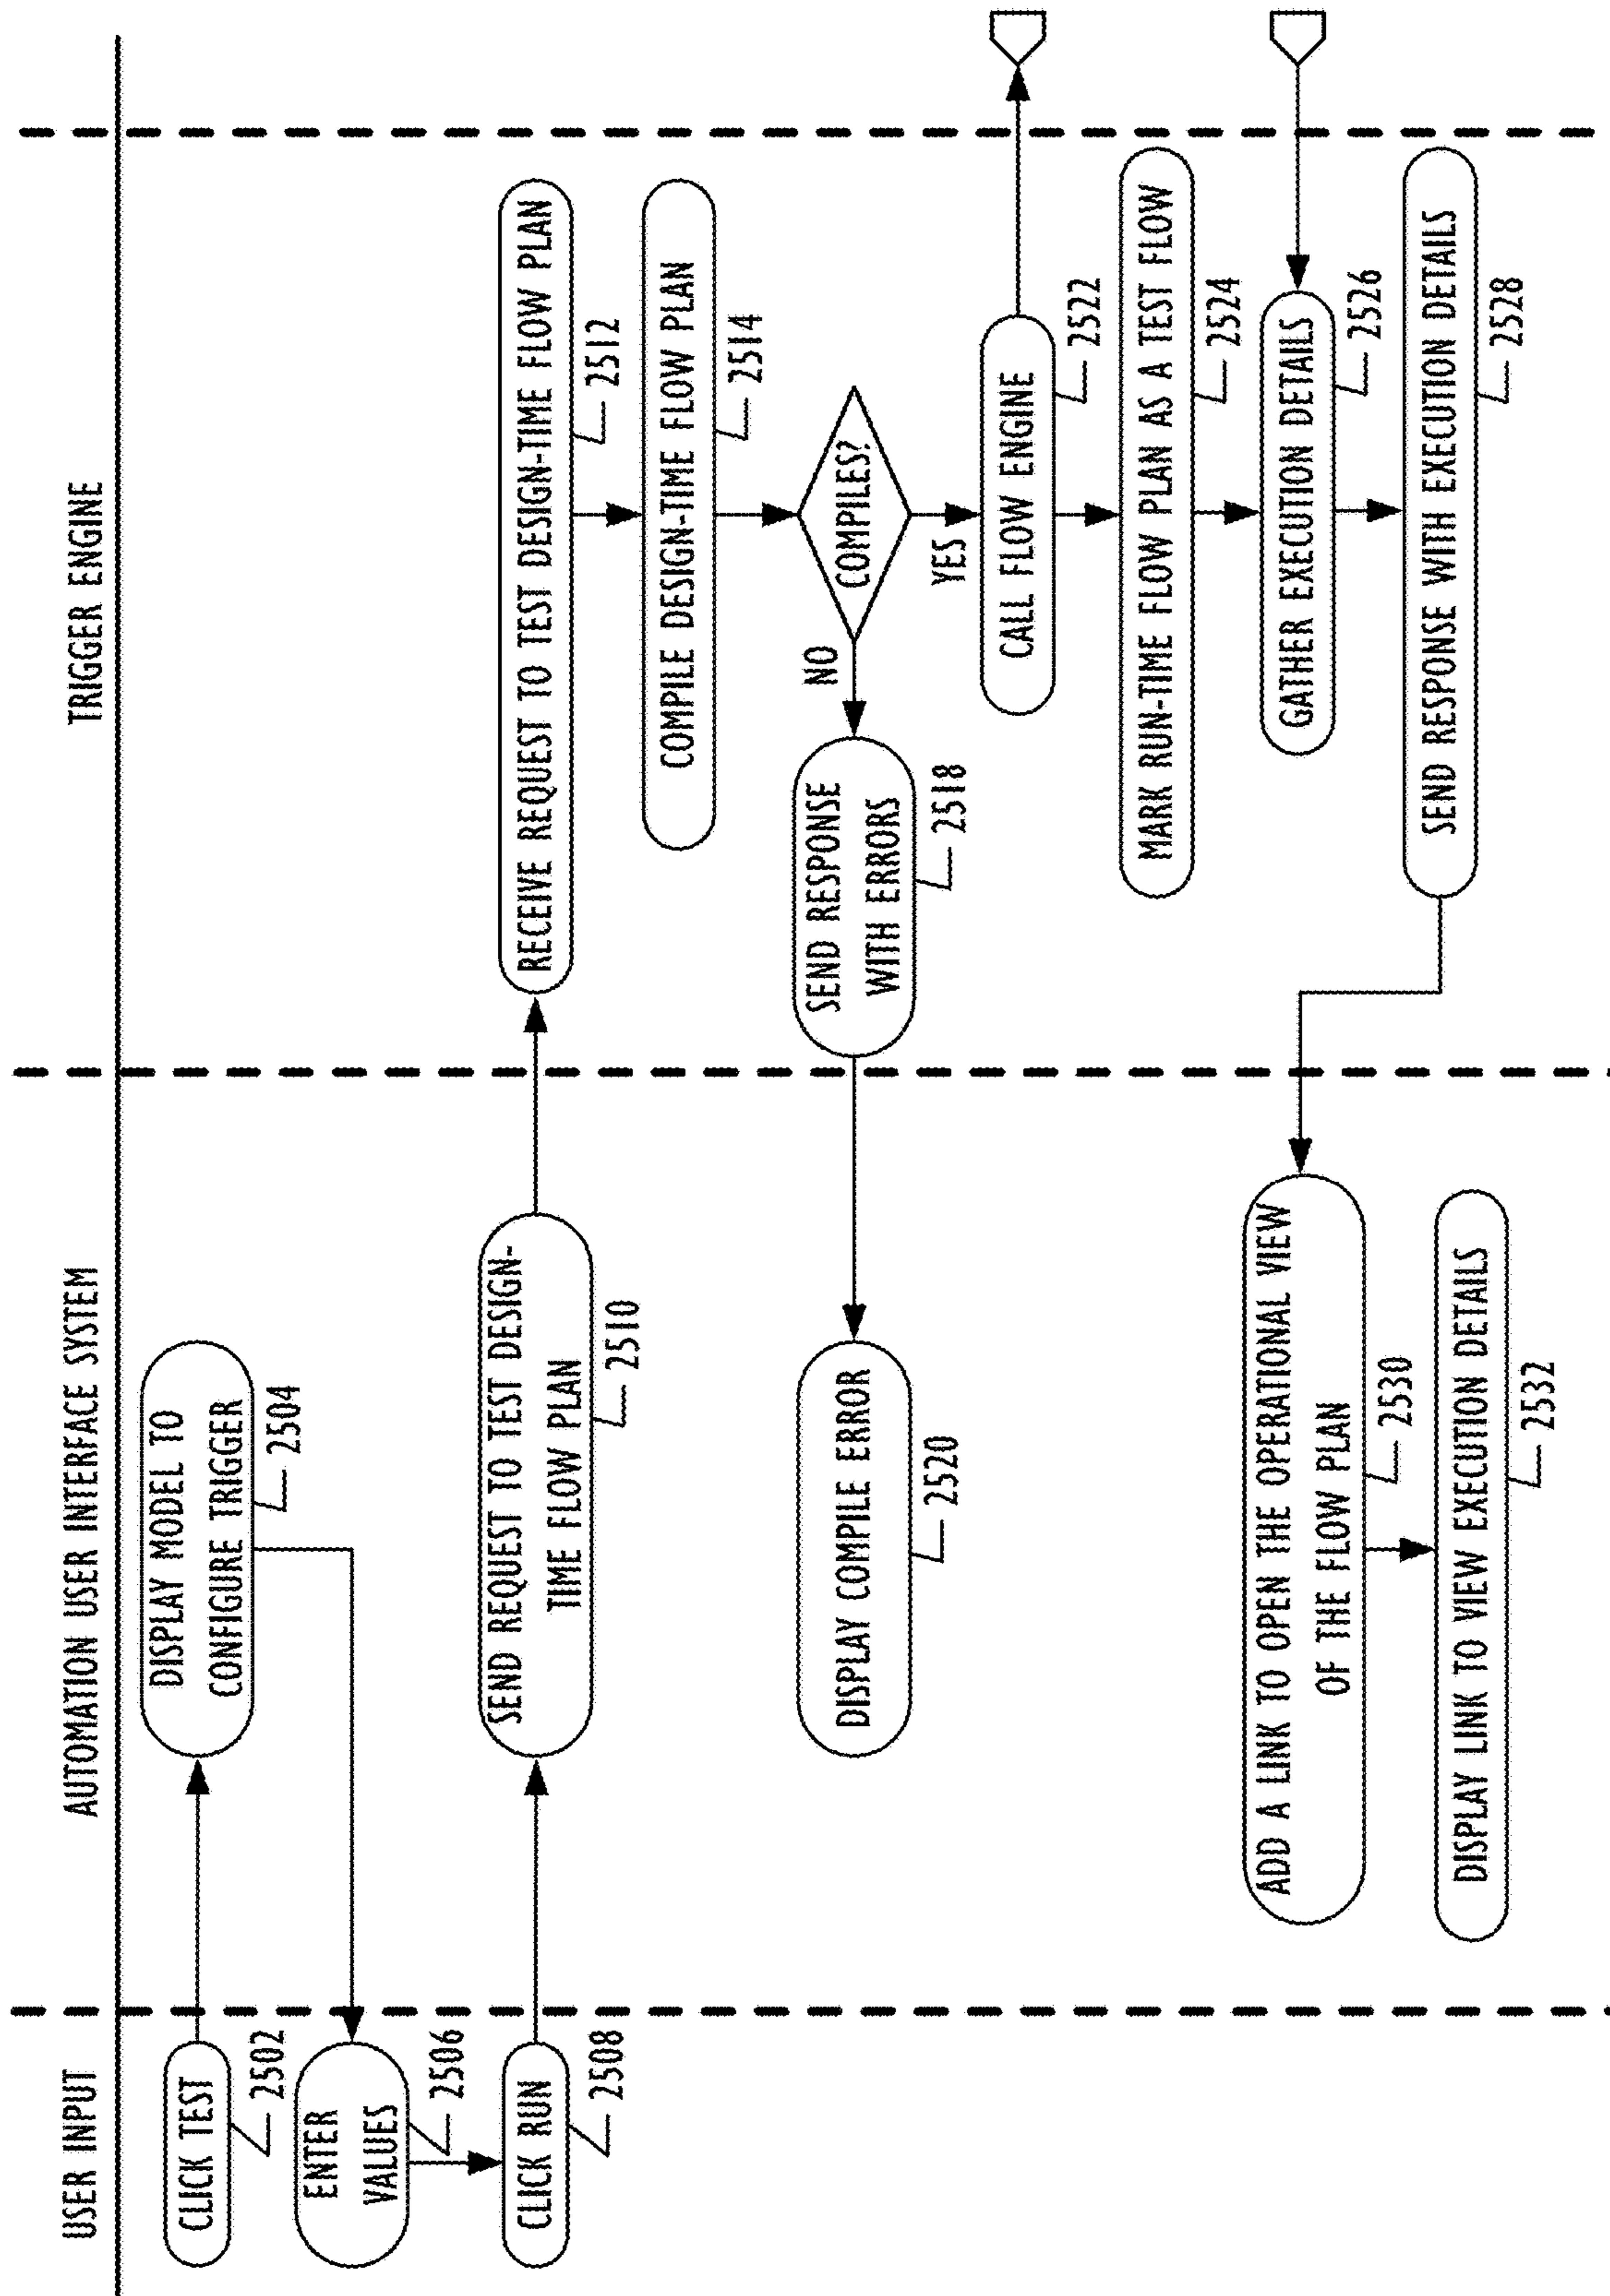 USER INPUT
AUTOMATION USER INTERFACE SYSTEM
TRIGGER ENGINE
CLICK TEST
2502
DISPLAY MODEL TO
CONFIGURE TRIGGER
2504
ENTER
VALUES
2506
CLICK RUN
2508
SEND REQUEST TO TEST DESIGN-
TIME FLOW PLAN
2510
RECEIVE REQUEST TO TEST DESIGN-TIME FLOW PLAN
2512
COMPILE DESIGN-TIME FLOW PLAN
2514
COMPILES?
NO
YES
SEND RESPONSE
WITH ERRORS
2518
DISPLAY COMPILE ERROR
2520
CALL FLOW ENGINE
2522
MARK RUN-TIME FLOW PLAN AS A TEST FLOW
2524
GATHER EXECUTION DETAILS
2526
SEND RESPONSE WITH EXECUTION DETAILS
2528
ADD A LINK TO OPEN THE OPERATIONAL VIEW
OF THE FLOW PLAN
2530
DISPLAY LINK TO VIEW EXECUTION DETAILS
2532